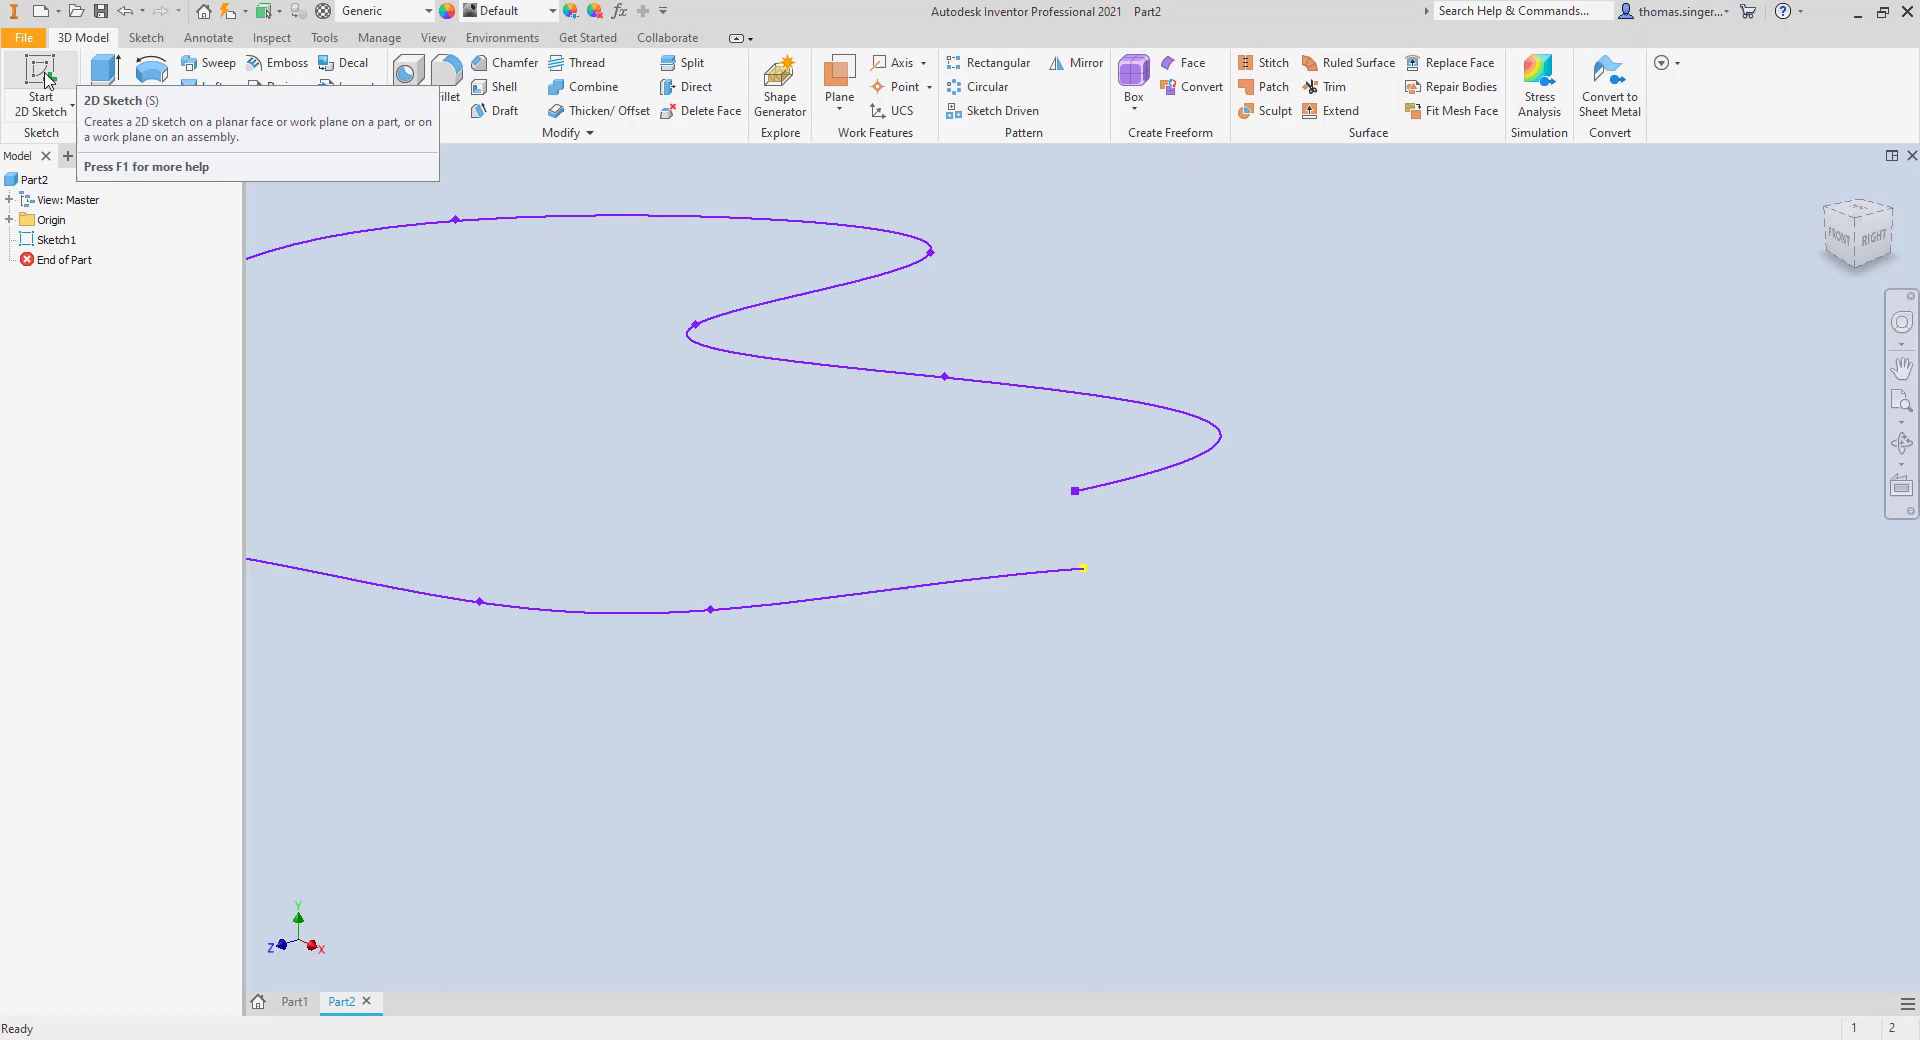 Generic
Default
fx
Autodesk Inventor Professional 2021 Part2
Search Help & Commands...
thomas.singer...
File
3D Model
Sketch
Annotate
Inspect
Tools
Manage
View
Environments
Get Started
Collaborate
Start
2D Sketch
Sketch
Sweep
Emboss
Decal
Chamfer
Shell
Draft
Thread
Combine
Thicken/ Offset
Split
Direct
Delete Face
Modify
Shape
Generator
Explore
Plane
Axis
Point
UCS
Work Features
Rectangular
Circular
Sketch Driven
Mirror
Pattern
Box
Face
Convert
Create Freeform
Stitch
Patch
Sculpt
Ruled Surface
Trim
Extend
Replace Face
Repair Bodies
Fit Mesh Face
Surface
Stress
Analysis
Simulation
Convert to
Sheet Metal
Convert
2D Sketch (S)
Creates a 2D sketch on a planar face or work plane on a part, or on
a work plane on an assembly.
Press F1 for more help
Model
Part2
View: Master
Origin
Sketch1
End of Part
FRONT
RIGHT
Y
Z
X
Part1
Part2
Ready
1
2